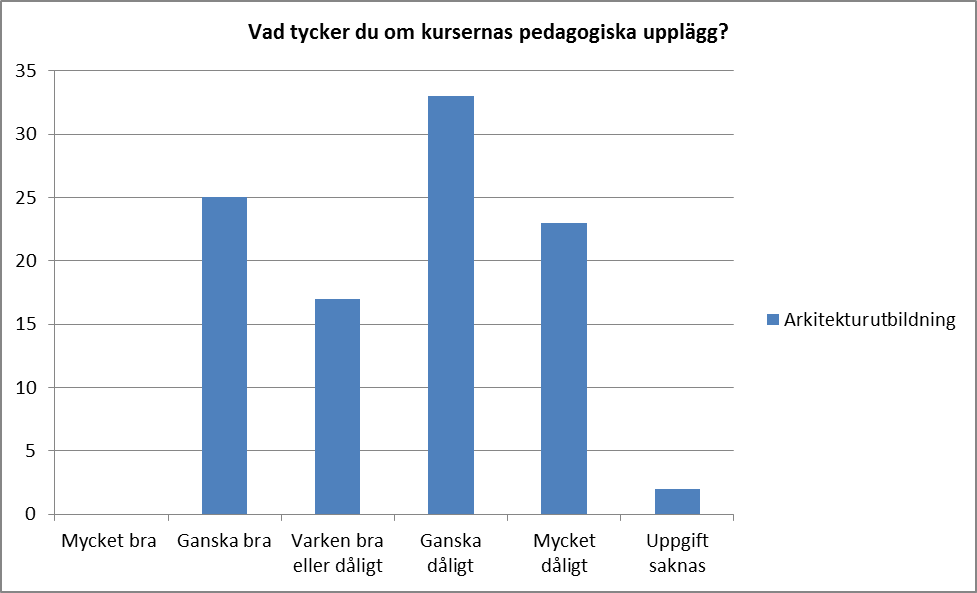 Vad tycker du om kursernas pedagogiska upplägg?
35
30
25
20
15
10
5
0
Mycket bra
Ganska bra
Varken bra
eller dåligt
Ganska
dåligt
Mycket
dåligt
Uppgift
saknas
Arkitekturutbildning